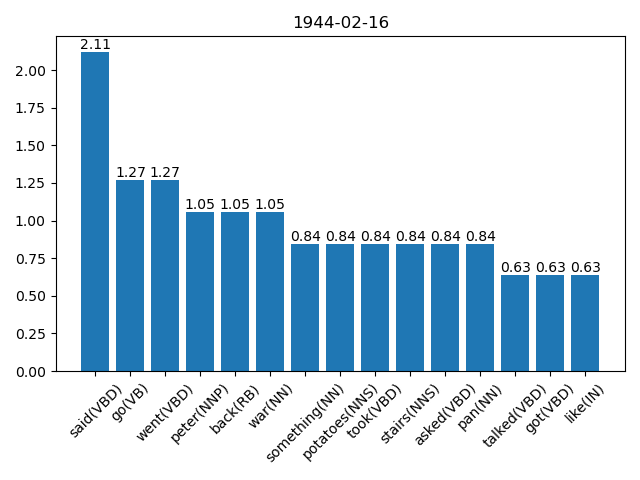 1944-02-16
2.11
1.27 1.27
1.05 1.05 1.05
0.84 0.84 0.84 0.84 0.84 0.84
0.63 0.63 0.63
2.00
1.75
1.50
1.25
1.00
0.75
0.50
0.25
0.00
said(VBD)
go(VB)
went(VBD)
peter(NNP)
back(RB)
war(NN)
something(NN)
potatoes(NNS)
took(VBD)
stairs(NNS)
asked(VBD)
pan(NN)
talked(VBD)
got(VBD)
like(IN)